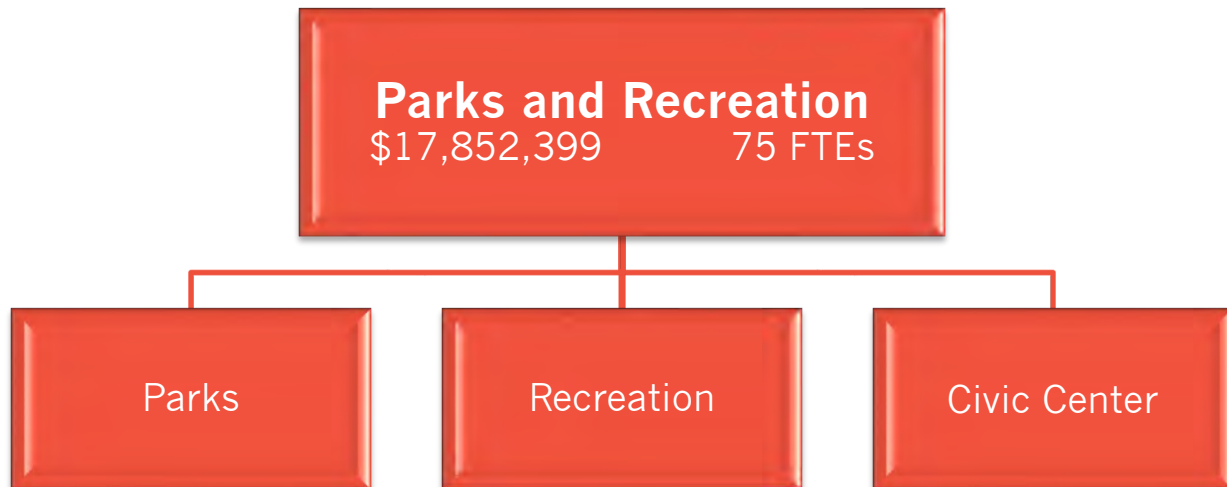 Parks and Recreation
$17,852,399 75 FTEs
Parks
Recreation
Civic Center